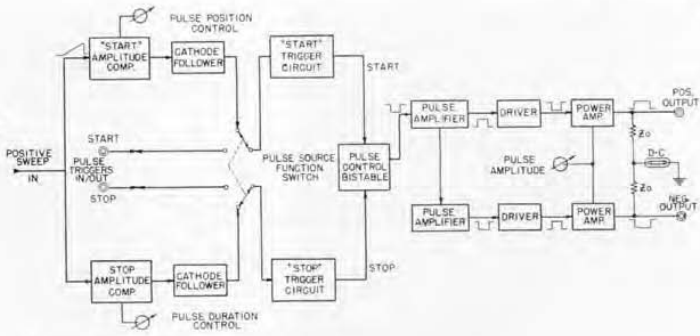 PULSE POSITION
CONTROL
"START"
AMPLITUDE
COMP.
CATHODE
FOLLOWER
"START"
TRIGGER
CIRCUIT
START
POSITIVE
SWEEP
IN
START
PULSE
TRIGGERS
IN/OUT
STOP
PULSE SOURCE
FUNCTION
SWITCH
PULSE
CONTROL
BISTABLE
PULSE
AMPLIFIER
DRIVER
POWER
AMP.
POS.
OUTPUT
Zo
D-C
PULSE
AMPLITUDE
Zo
PULSE
AMPLIFIER
DRIVER
POWER
AMP.
NEG.
OUTPUT
STOP
AMPLITUDE
COMP.
CATHODE
FOLLOWER
"STOP"
TRIGGER
CIRCUIT
STOP
PULSE DURATION
CONTROL